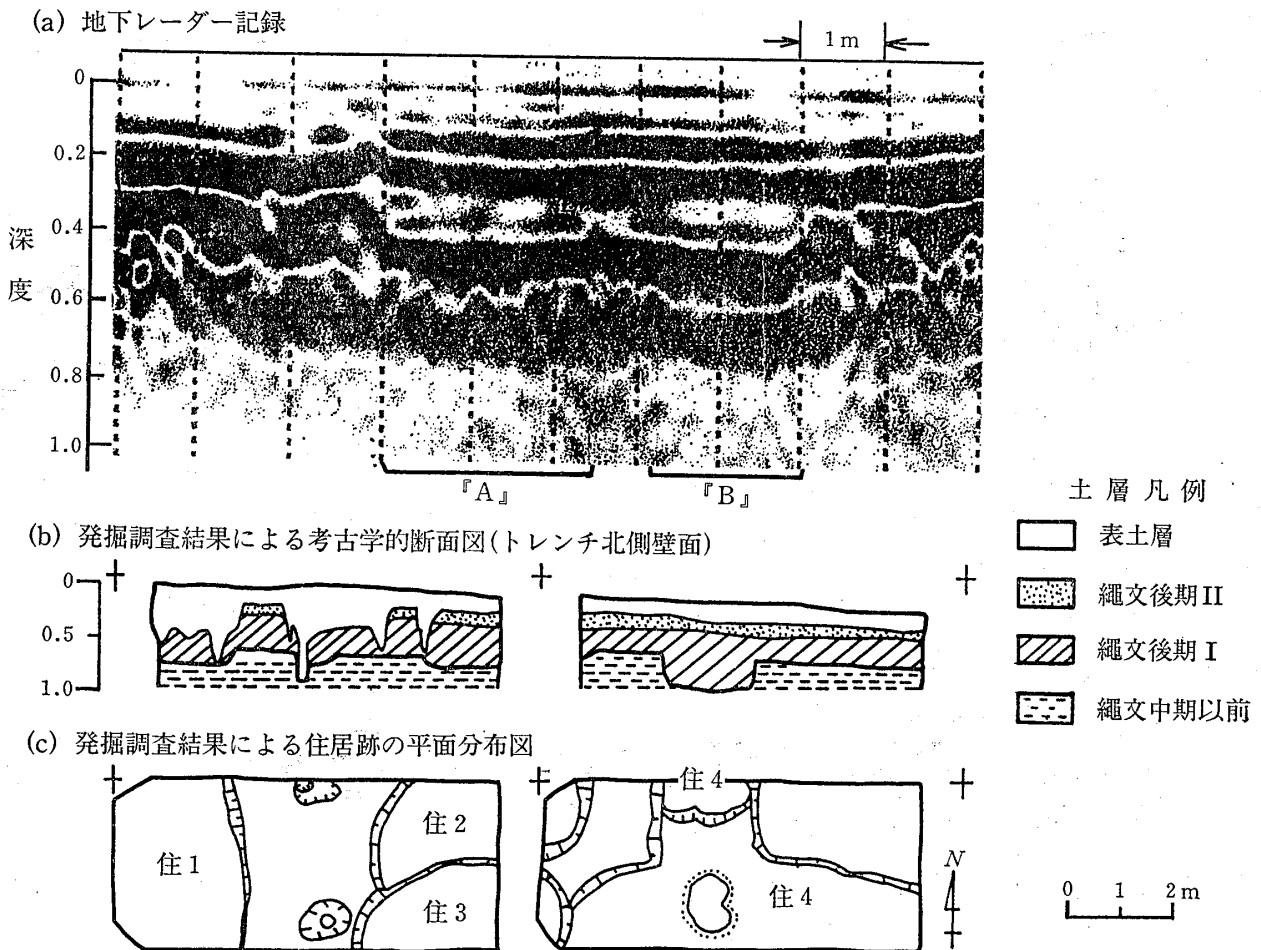 (a) 地下レーダー記録
1m
0
0.2
0.4
0.6
0.8
1.0
深度
『A』
『B』
(b) 発掘調査結果による考古学的断面図(トレンチ北側壁面)
0
0.5
1.0
土層凡例
表土層
縄文後期II
縄文後期I
縄文中期以前
(c) 発掘調査結果による住居跡の平面分布図
住1
住2
住3
住4
住4
N
0 1 2m